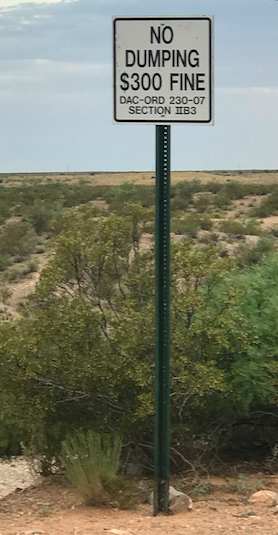 NO
DUMPING
$300 FINE
DAC-ORD 230-07
SECTION IIB3